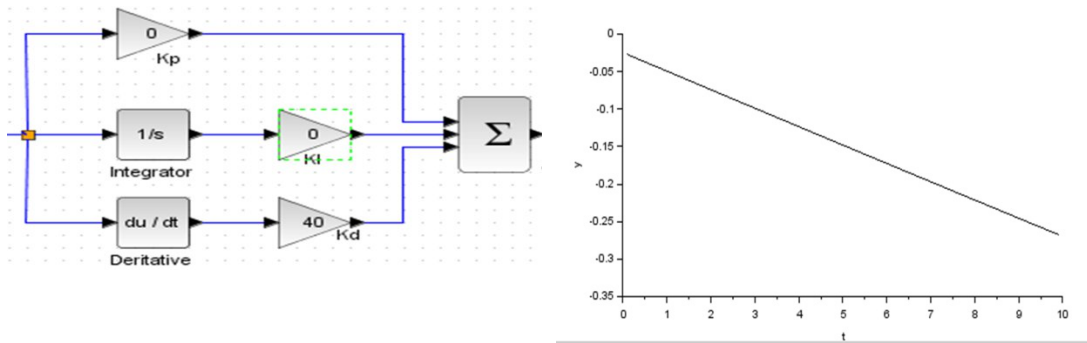 0
Kp
1/s
Integrator
0
KI
Σ
du / dt
Deritative
40
Kd
0
-0.05
-0.1
-0.15
-0.2
-0.25
-0.3
-0.35
y
0 1 2 3 4 5 6 7 8 9 10
t